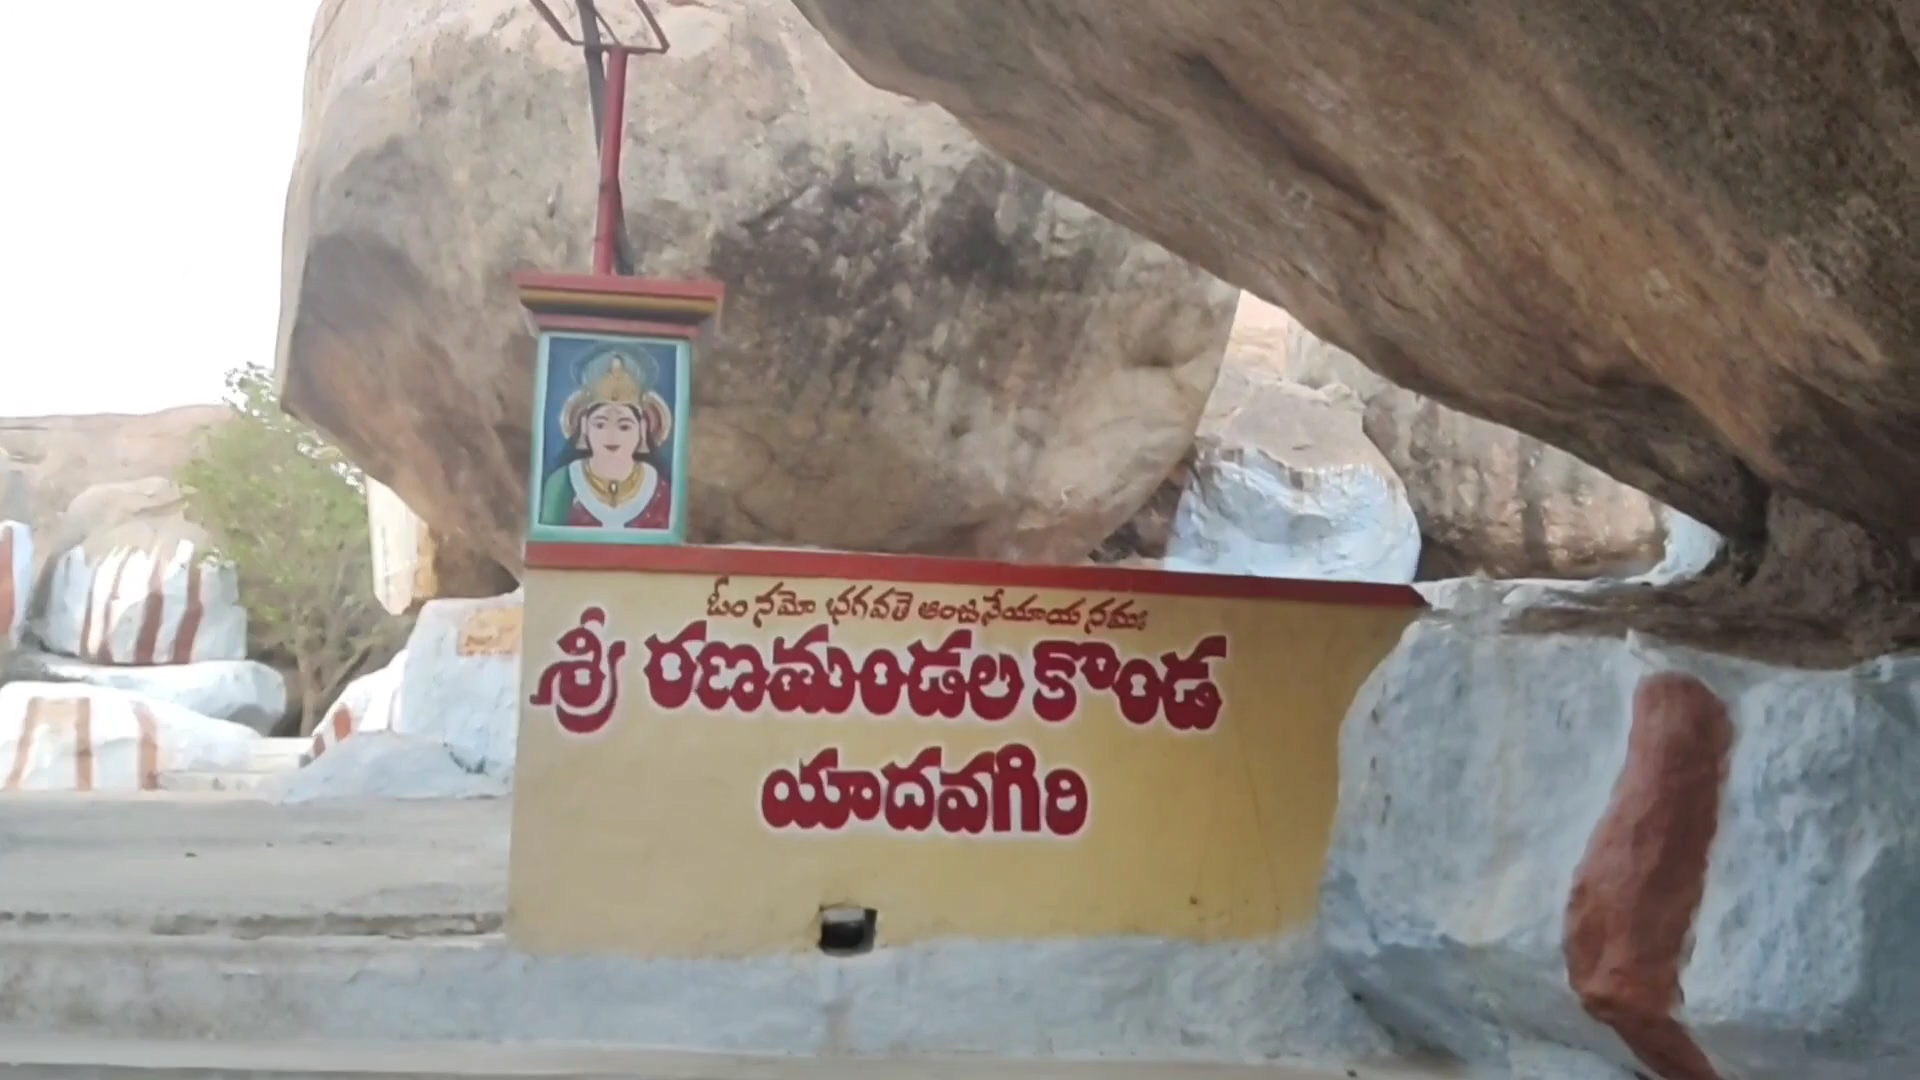 ఓం నమో భగవతె ఆంజనేయాయ నమః
శ్రీ రణమండల కొండ
యాదవగిరి